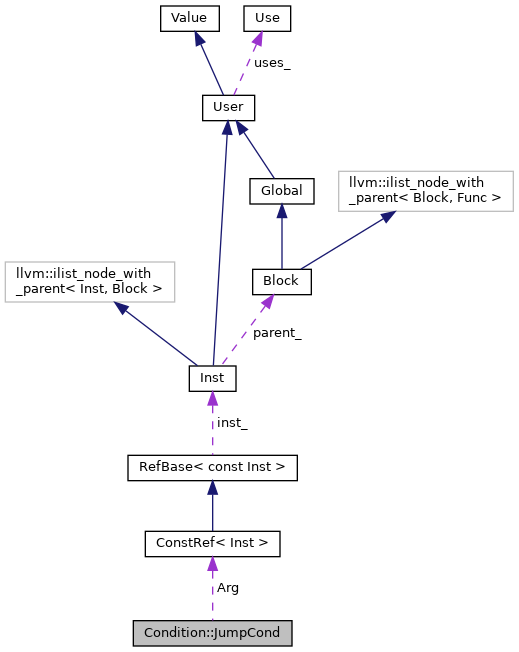 Value
Use
uses_
User
Global
llvm::ilist_node_with
_parent< Block, Func >
llvm::ilist_node_with
_parent< Inst, Block >
Block
parent_
Inst
inst_
RefBase< const Inst >
ConstRef< Inst >
Arg
Condition::JumpCond